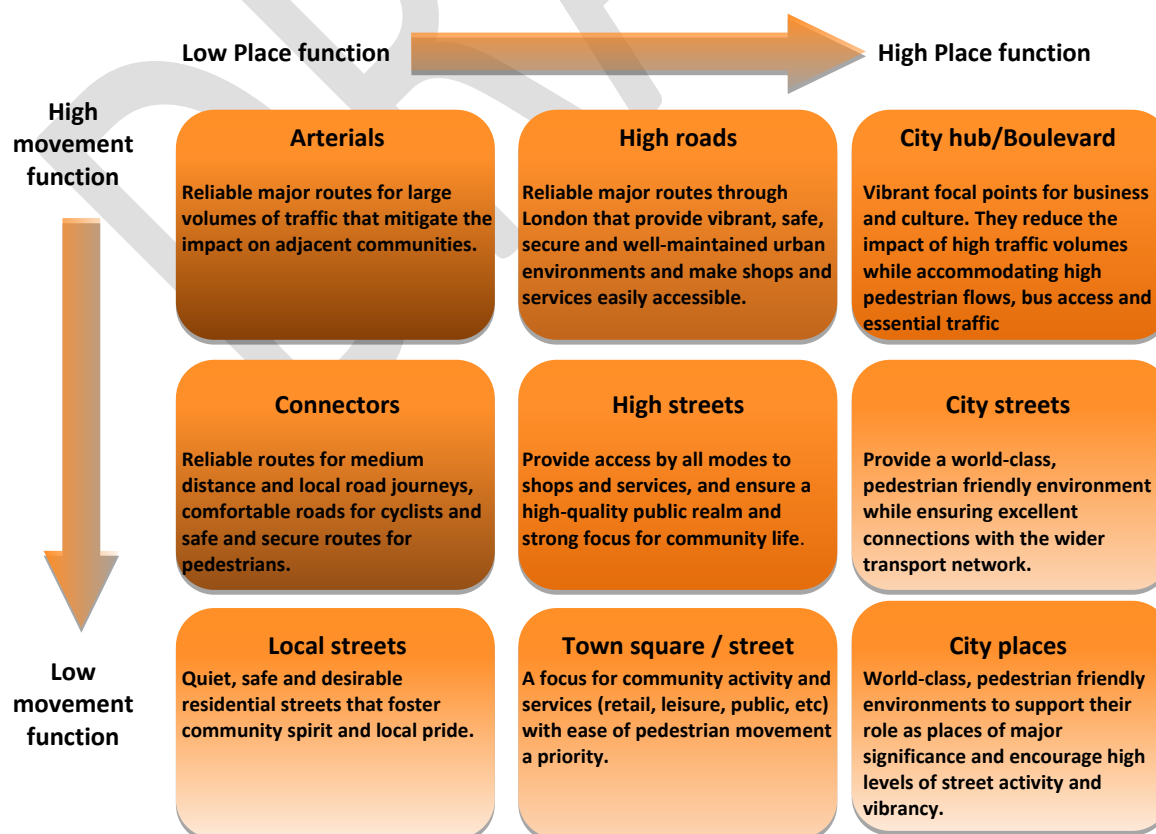 Low Place function
High Place function
High
movement
function
Low
movement
function
Arterials
Reliable major routes for large
volumes of traffic that mitigate the
impact on adjacent communities.
High roads
Reliable major routes through
London that provide vibrant, safe,
secure and well-maintained urban
environments and make shops and
services easily accessible.
City hub/Boulevard
Vibrant focal points for business
and culture. They reduce the
impact of high traffic volumes
while accommodating high
pedestrian flows, bus access and
essential traffic
Connectors
Reliable routes for medium
distance and local road journeys,
comfortable roads for cyclists and
safe and secure routes for
pedestrians.
High streets
Provide access by all modes to
shops and services, and ensure a
high-quality public realm and
strong focus for community life.
City streets
Provide a world-class,
pedestrian friendly environment
while ensuring excellent
connections with the wider
transport network.
Local streets
Quiet, safe and desirable
residential streets that foster
community spirit and local pride.
Town square / street
A focus for community activity and
services (retail, leisure, public, etc)
with ease of pedestrian movement
a priority.
City places
World-class, pedestrian friendly
environments to support their
role as places of major
significance and encourage high
levels of street activity and
vibrancy.